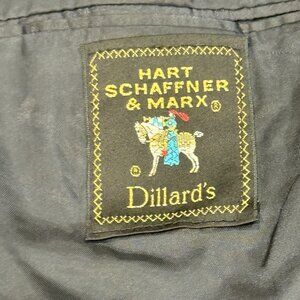 HART
SCHAFFNER
& MARX®
®
Dillard's